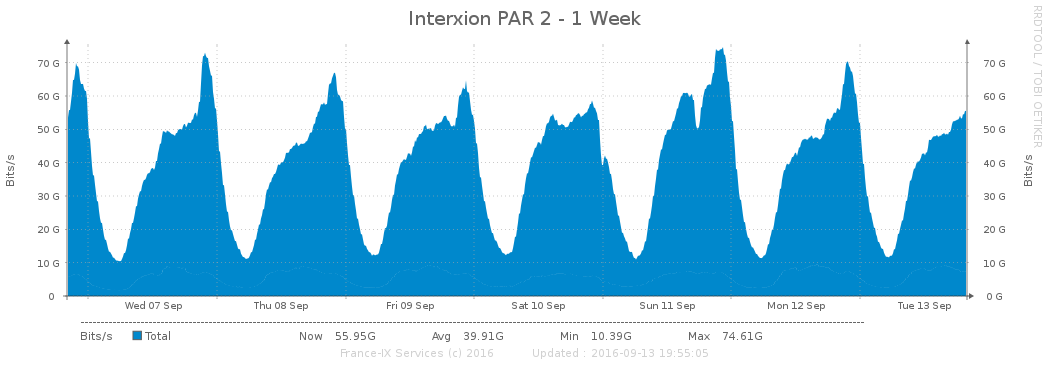 Interxion PAR 2 - 1 Week
RRDTOOL / TOBI OETIKER
Bits/s
70 G
60 G
50 G
40 G
30 G
20 G
10 G
0
70 G
60 G
50 G
40 G
30 G
20 G
10 G
0 G
Bits/s
Wed 07 Sep Thu 08 Sep Fri 09 Sep Sat 10 Sep Sun 11 Sep Mon 12 Sep Tue 13 Sep
Bits/s Total Now 55.95G Avg 39.91G Min 10.39G Max 74.61G
France-IX Services (c) 2016 Updated : 2016-09-13 19:55:05